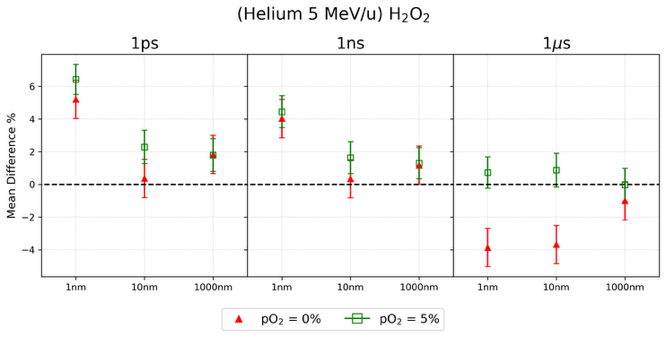 (Helium 5 MeV/u) H₂O₂
1ps 1ns 1μs
Mean Difference %
6
4
2
0
−2
−4
1nm 10nm 1000nm 1nm 10nm 1000nm 1nm 10nm 1000nm
pO₂ = 0% pO₂ = 5%